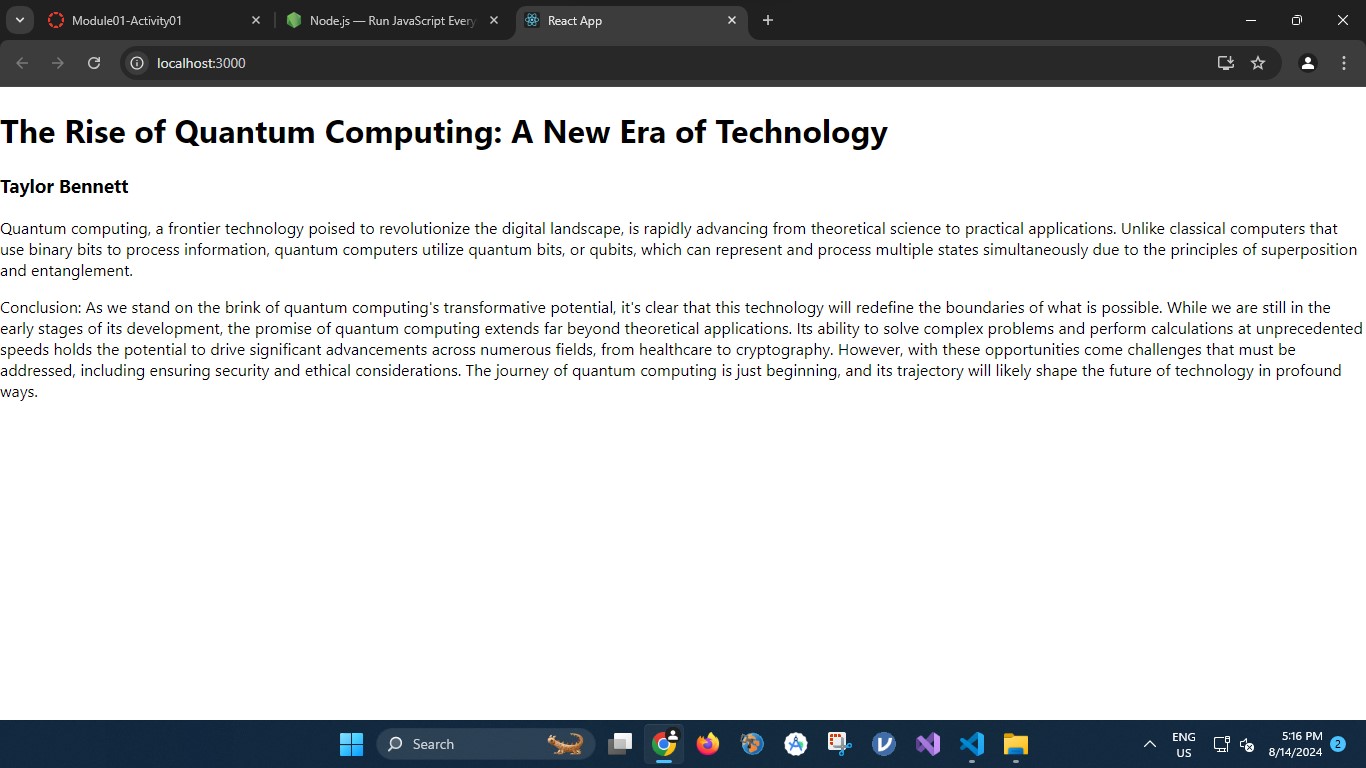 Module01-Activity01
Node.js — Run JavaScript Every
React App
localhost:3000
The Rise of Quantum Computing: A New Era of Technology
Taylor Bennett
Quantum computing, a frontier technology poised to revolutionize the digital landscape, is rapidly advancing from theoretical science to practical applications. Unlike classical computers that
use binary bits to process information, quantum computers utilize quantum bits, or qubits, which can represent and process multiple states simultaneously due to the principles of superposition
and entanglement.
Conclusion: As we stand on the brink of quantum computing's transformative potential, it's clear that this technology will redefine the boundaries of what is possible. While we are still in the
early stages of its development, the promise of quantum computing extends far beyond theoretical applications. Its ability to solve complex problems and perform calculations at unprecedented
speeds holds the potential to drive significant advancements across numerous fields, from healthcare to cryptography. However, with these opportunities come challenges that must be
addressed, including ensuring security and ethical considerations. The journey of quantum computing is just beginning, and its trajectory will likely shape the future of technology in profound
ways.
Search
ENG
US
5:16 PM
8/14/2024
2